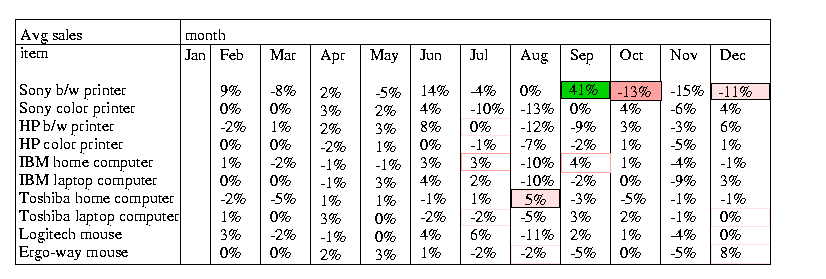 Avg sales month
item Jan Feb Mar Apr May Jun Jul Aug Sep Oct Nov Dec
Sony b/w printer 9% -8% 2% -5% 14% -4% 0% 41% -13% -15% -11%
Sony color printer 0% 0% 3% 2% 4% -10% -13% 0% 4% -6% 4%
HP b/w printer -2% 1% 2% 3% 8% 0% -12% -9% 3% -3% 6%
HP color printer 0% 0% -2% 1% 0% -1% -7% -2% 1% -5% 1%
IBM home computer 1% -2% -1% -1% 3% 3% -10% 4% 1% -4% -1%
IBM laptop computer 0% 0% -1% 3% 4% 2% -10% -2% 0% -9% 3%
Toshiba home computer -2% -5% 1% 1% -1% 1% 5% -3% -5% -1% -1%
Toshiba laptop computer 1% 0% 3% 0% -2% -2% -5% 3% 2% -1% 0%
Logitech mouse 3% -2% -1% 0% 4% 6% -11% 2% 1% -4% 0%
Ergo-way mouse 0% 0% 2% 3% 1% -2% -2% -5% 0% -5% 8%